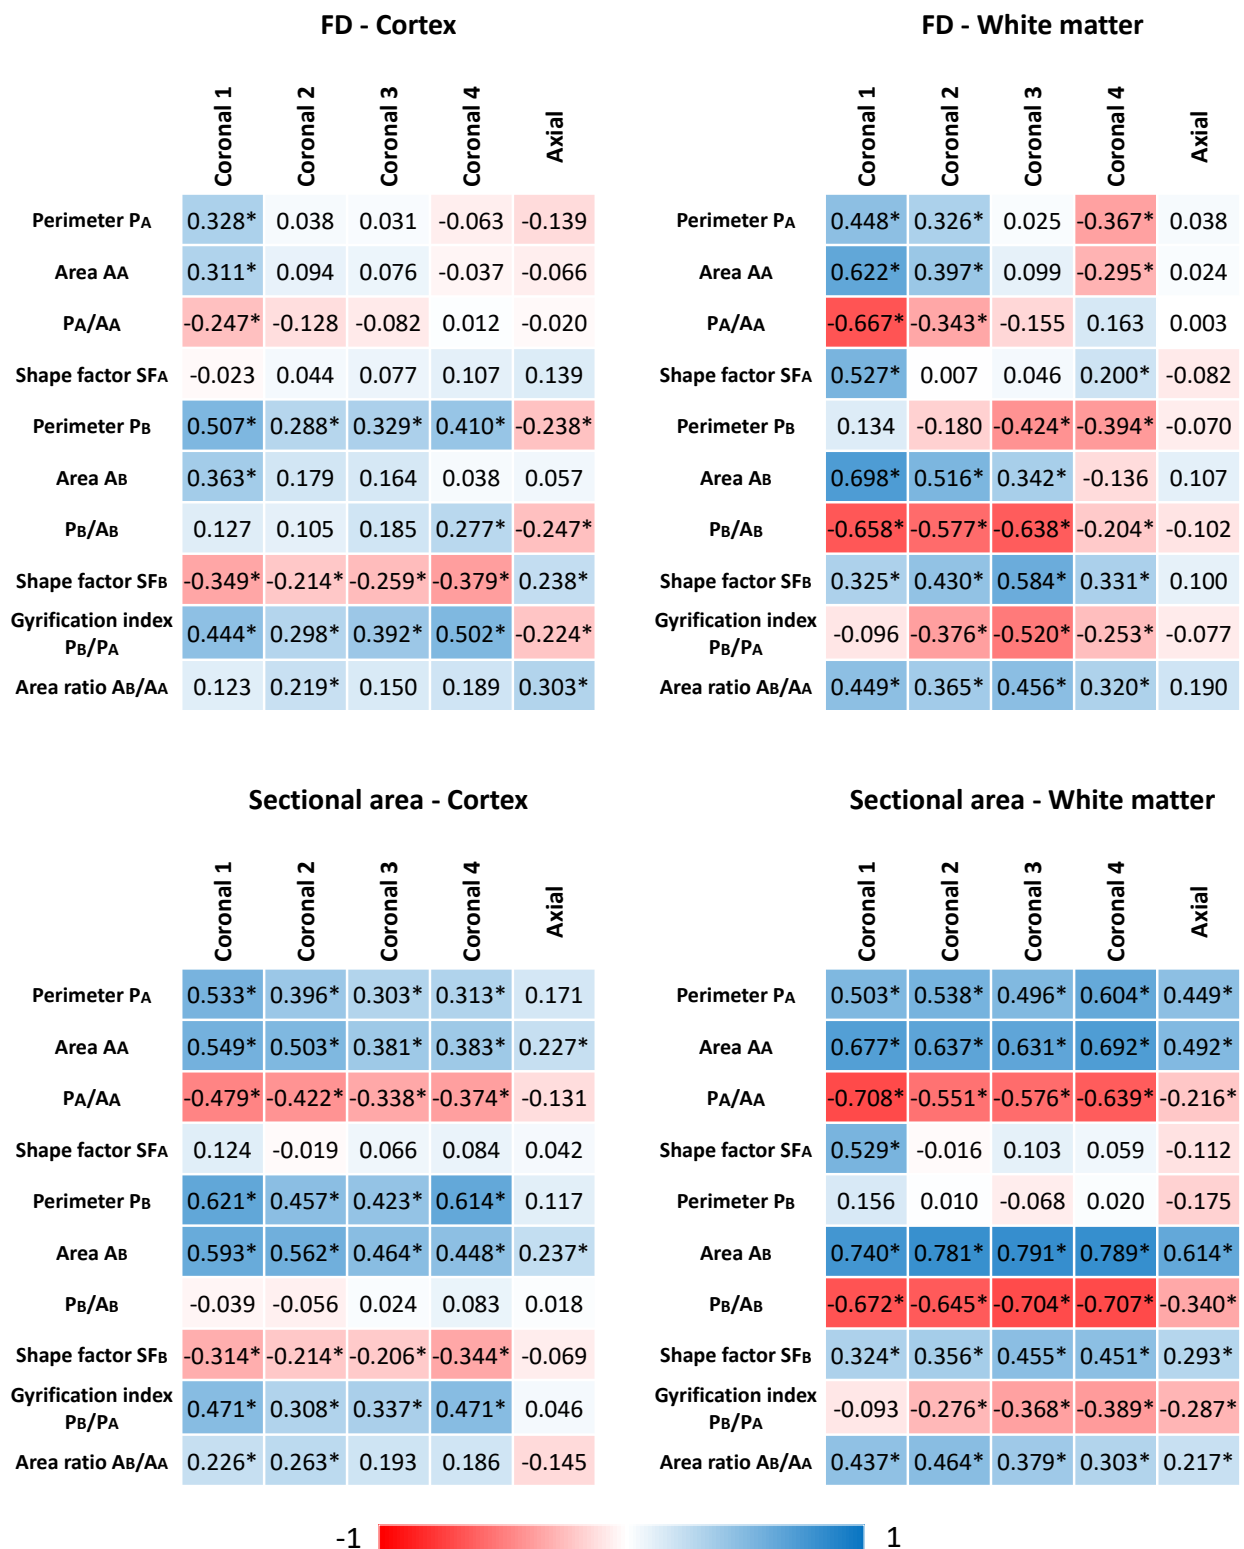 FD - Cortex
FD - White matter
Coronal 1 Coronal 2 Coronal 3 Coronal 4 Axial
Coronal 1 Coronal 2 Coronal 3 Coronal 4 Axial
Perimeter PA 0.328* 0.038 0.031 -0.063 -0.139
Perimeter PA 0.448* 0.326* 0.025 -0.367* 0.038
Area AA 0.311* 0.094 0.076 -0.037 -0.066
Area AA 0.622* 0.397* 0.099 -0.295* 0.024
PA/AA -0.247* -0.128 -0.082 0.012 -0.020
PA/AA -0.667* -0.343* -0.155 0.163 0.003
Shape factor SFA -0.023 0.044 0.077 0.107 0.139
Shape factor SFA 0.527* 0.007 0.046 0.200* -0.082
Perimeter PB 0.507* 0.288* 0.329* 0.410* -0.238*
Perimeter PB 0.134 -0.180 -0.424* -0.394* -0.070
Area AB 0.363* 0.179 0.164 0.038 0.057
Area AB 0.698* 0.516* 0.342* -0.136 0.107
PB/AB 0.127 0.105 0.185 0.277* -0.247*
PB/AB -0.658* -0.577* -0.638* -0.204* -0.102
Shape factor SFB -0.349* -0.214* -0.259* -0.379* 0.238*
Shape factor SFB 0.325* 0.430* 0.584* 0.331* 0.100
Gyrification index
PB/PA 0.444* 0.298* 0.392* 0.502* -0.224*
Gyrification index
PB/PA -0.096 -0.376* -0.520* -0.253* -0.077
Area ratio AB/AA 0.123 0.219* 0.150 0.189 0.303*
Area ratio AB/AA 0.449* 0.365* 0.456* 0.320* 0.190
Sectional area - Cortex
Sectional area - White matter
Coronal 1 Coronal 2 Coronal 3 Coronal 4 Axial
Coronal 1 Coronal 2 Coronal 3 Coronal 4 Axial
Perimeter PA 0.533* 0.396* 0.303* 0.313* 0.171
Perimeter PA 0.503* 0.538* 0.496* 0.604* 0.449*
Area AA 0.549* 0.503* 0.381* 0.383* 0.227*
Area AA 0.677* 0.637* 0.631* 0.692* 0.492*
PA/AA -0.479* -0.422* -0.338* -0.374* -0.131
PA/AA -0.708* -0.551* -0.576* -0.639* -0.216*
Shape factor SFA 0.124 -0.019 0.066 0.084 0.042
Shape factor SFA 0.529* -0.016 0.103 0.059 -0.112
Perimeter PB 0.621* 0.457* 0.423* 0.614* 0.117
Perimeter PB 0.156 0.010 -0.068 0.020 -0.175
Area AB 0.593* 0.562* 0.464* 0.448* 0.237*
Area AB 0.740* 0.781* 0.791* 0.789* 0.614*
PB/AB -0.039 -0.056 0.024 0.083 0.018
PB/AB -0.672* -0.645* -0.704* -0.707* -0.340*
Shape factor SFB -0.314* -0.214* -0.206* -0.344* -0.069
Shape factor SFB 0.324* 0.356* 0.455* 0.451* 0.293*
Gyrification index
PB/PA 0.471* 0.308* 0.337* 0.471* 0.046
Gyrification index
PB/PA -0.093 -0.276* -0.368* -0.389* -0.287*
Area ratio AB/AA 0.226* 0.263* 0.193 0.186 -0.145
Area ratio AB/AA 0.437* 0.464* 0.379* 0.303* 0.217*
-1 1